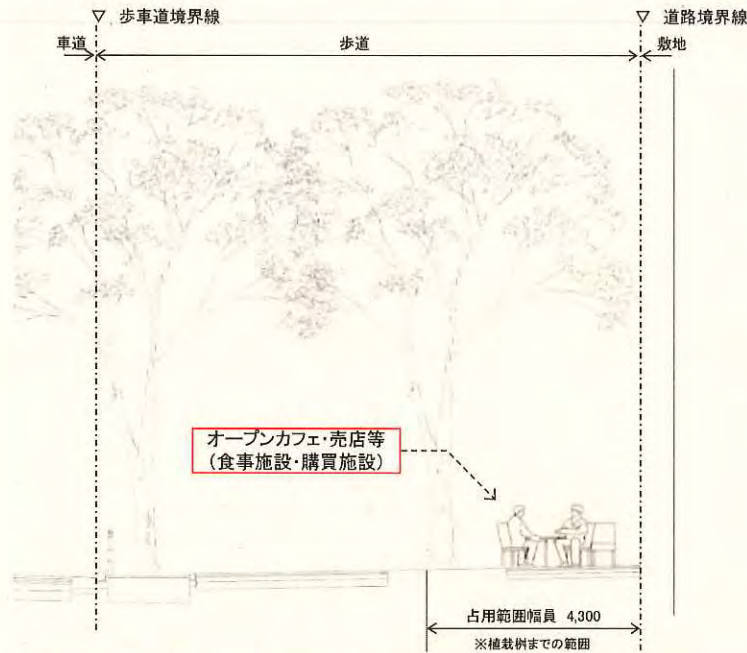 ▽ 歩車道境界線
▽ 道路境界線
車道
歩道
敷地
オープンカフェ・売店等
(食事施設・購買施設)
占用範囲幅員 4,300
※植栽桝までの範囲